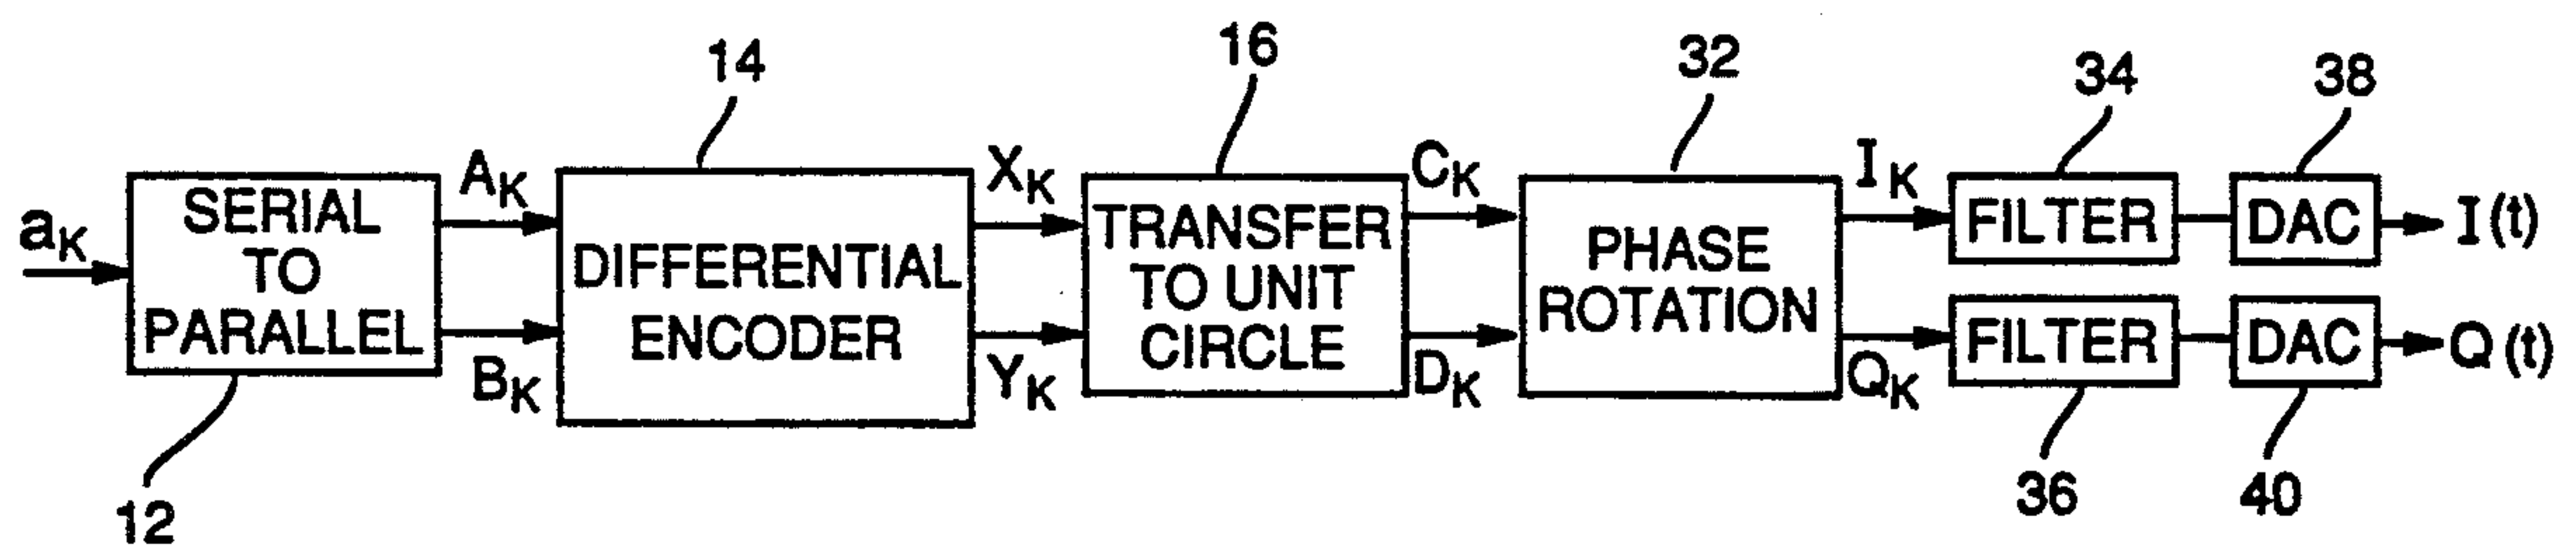 14
16
32
34
38
a_K
SERIAL
TO
PARALLEL
A_K
B_K
DIFFERENTIAL
ENCODER
X_K
Y_K
TRANSFER
TO UNIT
CIRCLE
C_K
D_K
PHASE
ROTATION
I_K
Q_K
FILTER
DAC
I(t)
FILTER
DAC
Q(t)
12
36
40